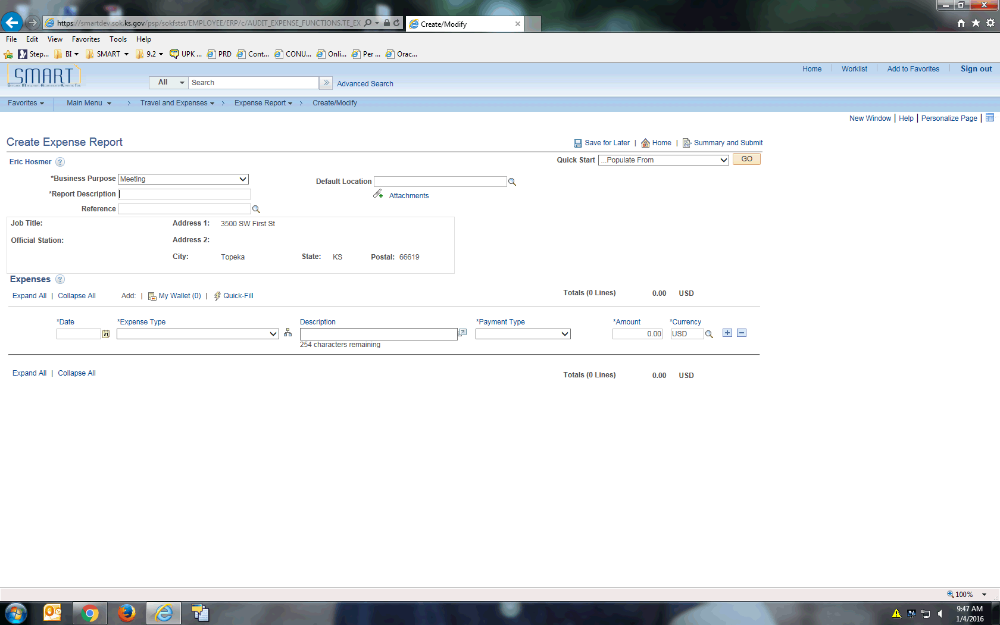 https://smartdev.sok.ks.gov/psp/sokfstst/EMPLOYEE/ERP/c/AUDIT_EXPENSE_FUNCTIONS.TE_EX
Create/Modify
File Edit View Favorites Tools Help
Step... BI SMART 9.2 UPK ... PRD Cont... CONU... Onli... Per ... Orac...
SMART
All Search Advanced Search
Home Worklist Add to Favorites Sign out
Favorites Main Menu > Travel and Expenses > Expense Report > Create/Modify
New Window | Help | Personalize Page |
Create Expense Report
Save for Later | Home | Summary and Submit
Eric Hosmer ?
Quick Start ...Populate From GO
*Business Purpose Meeting
Default Location
*Report Description
Attachments
Reference
Job Title: Address 1: 3500 SW First St
Official Station: Address 2:
City: Topeka State: KS Postal: 66619
Expenses ?
Expand All | Collapse All Add: | My Wallet (0) | Quick-Fill
Totals (0 Lines) 0.00 USD
*Date *Expense Type Description *Payment Type *Amount *Currency
31 0.00 USD
254 characters remaining
Expand All | Collapse All
Totals (0 Lines) 0.00 USD
100%
9:47 AM
1/4/2016